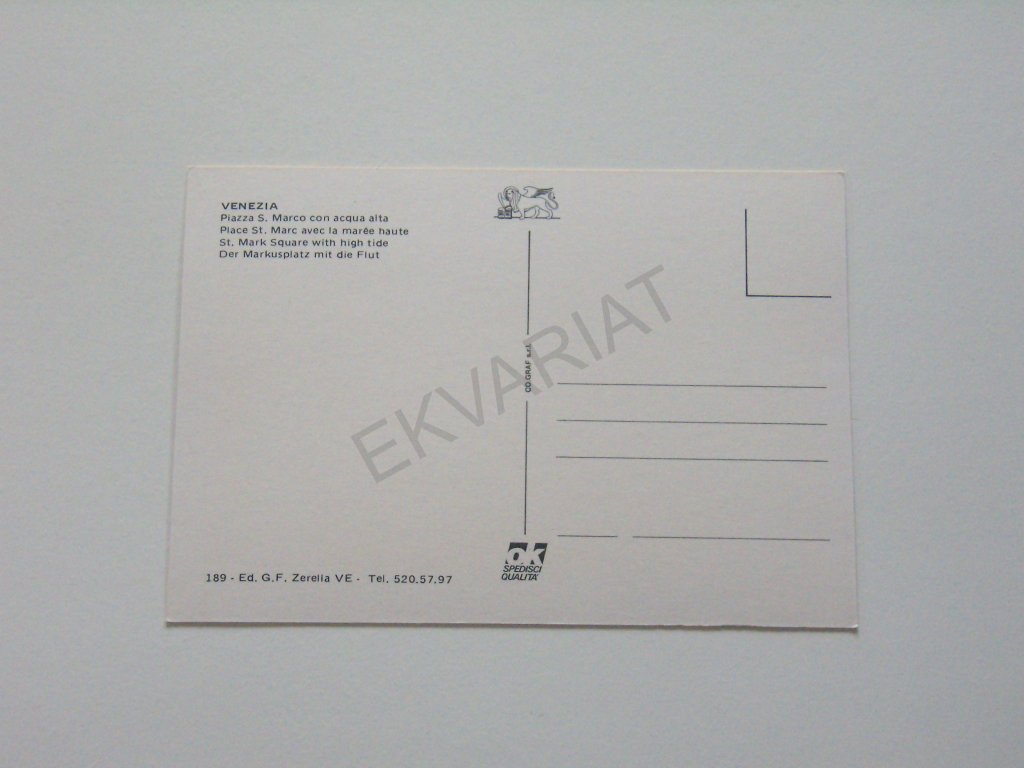 VENEZIA
Piazza S. Marco con acqua alta
Place St. Marc avec la marée haute
St. Mark Square with high tide
Der Markusplatz mit die Flut
CO-GRAF s.r.l.
EKVARIAT
ok
SPEDISCI
QUALITA'
189 - Ed. G.F. Zerella VE - Tel. 520.57.97